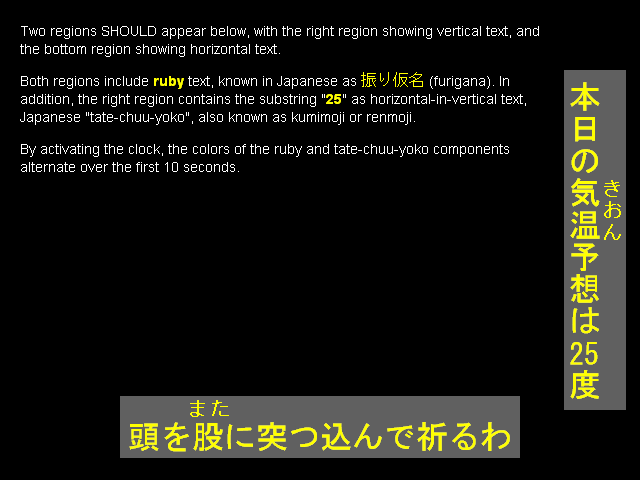 Two regions SHOULD appear below, with the right region showing vertical text, and
the bottom region showing horizontal text.
Both regions include ruby text, known in Japanese as 振り仮名 (furigana). In
addition, the right region contains the substring "25" as horizontal-in-vertical text,
Japanese "tate-chuu-yoko", also known as kumimoji or renmoji.
By activating the clock, the colors of the ruby and tate-chuu-yoko components
alternate over the first 10 seconds.
きおん
本日の気温予想は25度
また
頭を股に突つ込んで祈るわ